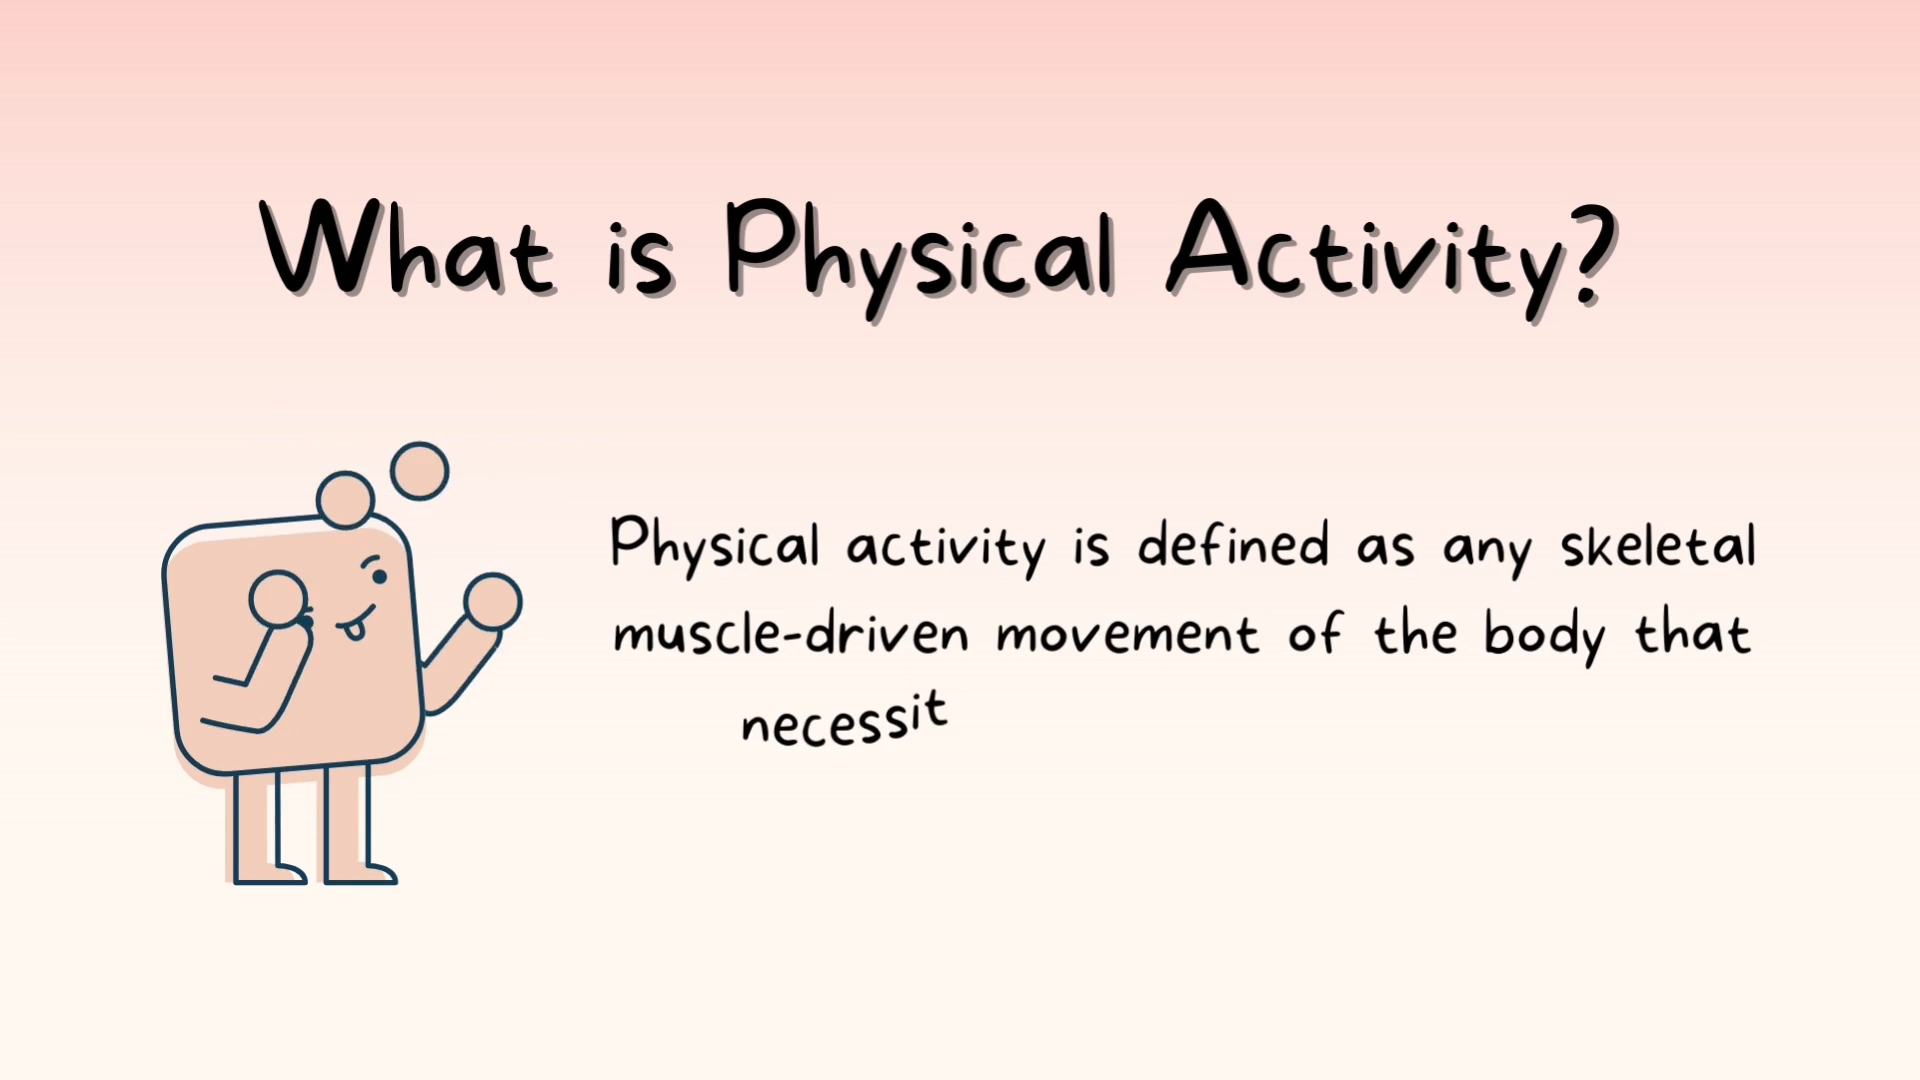 What is Physical Activity?
Physical activity is defined as any skeletal
muscle-driven movement of the body that
necessit